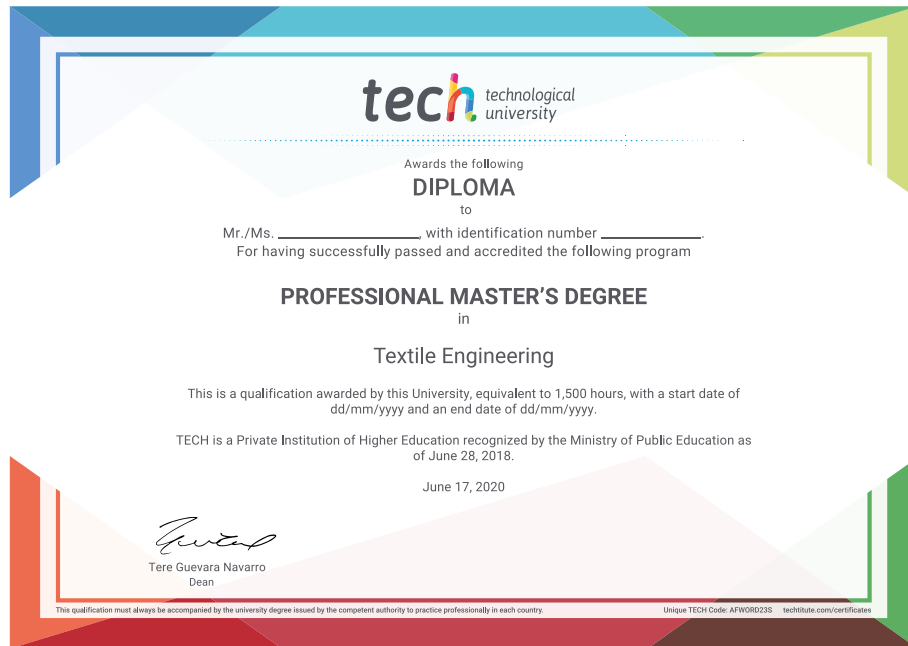 tech technological
university
Awards the following
DIPLOMA
to
Mr./Ms. ____________________, with identification number ______________.
For having successfully passed and accredited the following program
PROFESSIONAL MASTER'S DEGREE
in
Textile Engineering
This is a qualification awarded by this University, equivalent to 1,500 hours, with a start date of
dd/mm/yyyy and an end date of dd/mm/yyyy.
TECH is a Private Institution of Higher Education recognized by the Ministry of Public Education as
of June 28, 2018.
June 17, 2020
Tere Guevara Navarro
Dean
This qualification must always be accompanied by the university degree issued by the competent authority to practice professionally in each country.
Unique TECH Code: AFWORD23S techtitute.com/certificates